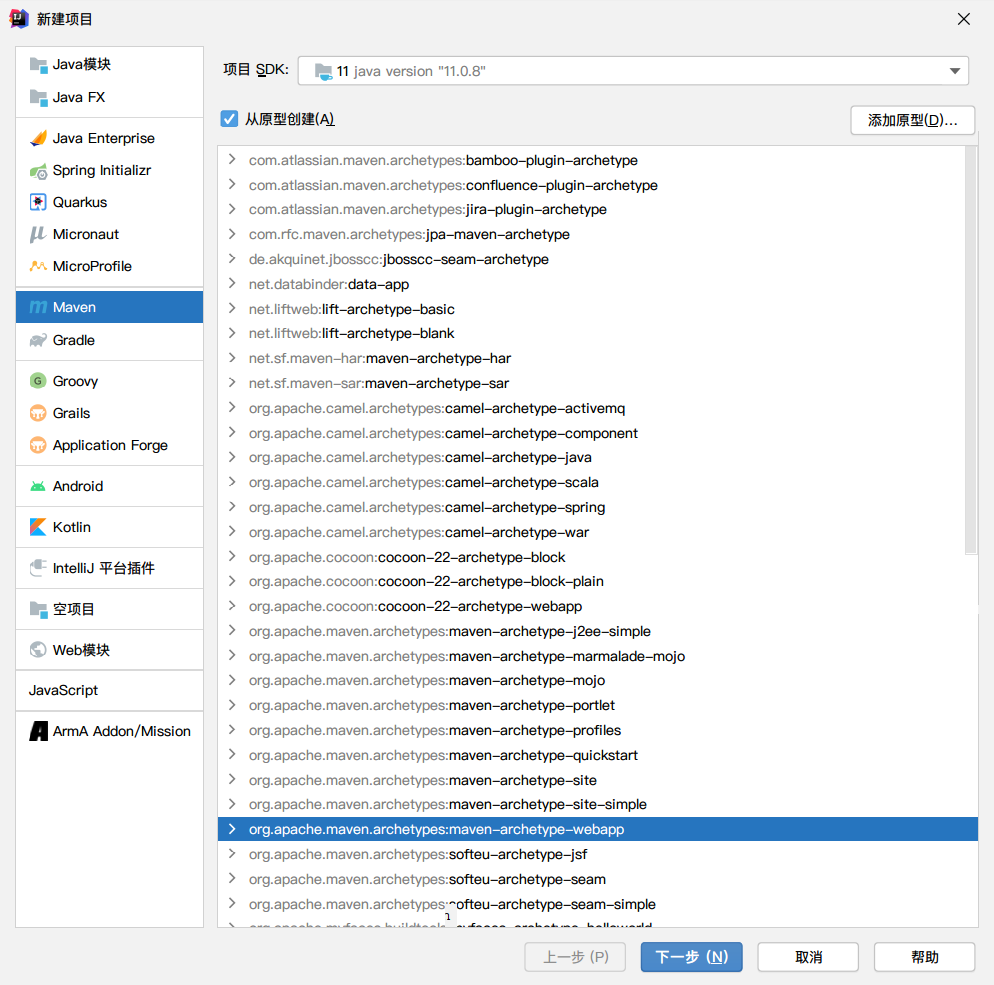 新建项目
Java模块
Java FX
Java Enterprise
Spring Initializr
Quarkus
Micronaut
MicroProfile
Maven
Gradle
Groovy
Grails
Application Forge
Android
Kotlin
IntelliJ 平台插件
空项目
Web模块
JavaScript
ArmA Addon/Mission
项目 SDK: 11 java version "11.0.8"
从原型创建(A) 添加原型(D)...
com.atlassian.maven.archetypes:bamboo-plugin-archetype
com.atlassian.maven.archetypes:confluence-plugin-archetype
com.atlassian.maven.archetypes:jira-plugin-archetype
com.rfc.maven.archetypes:jpa-maven-archetype
de.akquinet.jbosscc:jbosscc-seam-archetype
net.databinder:data-app
net.liftweb:lift-archetype-basic
net.liftweb:lift-archetype-blank
net.sf.maven-har:maven-archetype-har
net.sf.maven-sar:maven-archetype-sar
org.apache.camel.archetypes:camel-archetype-activemq
org.apache.camel.archetypes:camel-archetype-component
org.apache.camel.archetypes:camel-archetype-java
org.apache.camel.archetypes:camel-archetype-scala
org.apache.camel.archetypes:camel-archetype-spring
org.apache.camel.archetypes:camel-archetype-war
org.apache.cocoon:cocoon-22-archetype-block
org.apache.cocoon:cocoon-22-archetype-block-plain
org.apache.cocoon:cocoon-22-archetype-webapp
org.apache.maven.archetypes:maven-archetype-j2ee-simple
org.apache.maven.archetypes:maven-archetype-marmalade-mojo
org.apache.maven.archetypes:maven-archetype-mojo
org.apache.maven.archetypes:maven-archetype-portlet
org.apache.maven.archetypes:maven-archetype-profiles
org.apache.maven.archetypes:maven-archetype-quickstart
org.apache.maven.archetypes:maven-archetype-site
org.apache.maven.archetypes:maven-archetype-site-simple
org.apache.maven.archetypes:maven-archetype-webapp
org.apache.maven.archetypes:softeu-archetype-jsf
org.apache.maven.archetypes:softeu-archetype-seam
org.apache.maven.archetypes:softeu-archetype-seam-simple
上一步 (P) 下一步 (N) 取消 帮助